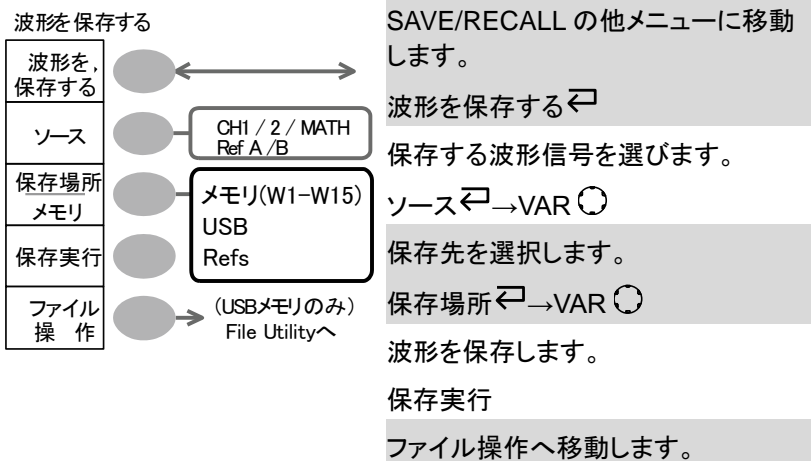 波形を保存する
波形を,
保存する
ソース
CH1 / 2 / MATH
Ref A /B
保存場所
メモリ
メモリ(W1-W15)
USB
Refs
保存実行
ファイル
操 作
(USBメモリのみ)
File Utilityへ
SAVE/RECALL の他メニューに移動
します。
波形を保存する
保存する波形信号を選びます。
ソース→VAR
保存先を選択します。
保存場所→VAR
波形を保存します。
保存実行
ファイル操作へ移動します。